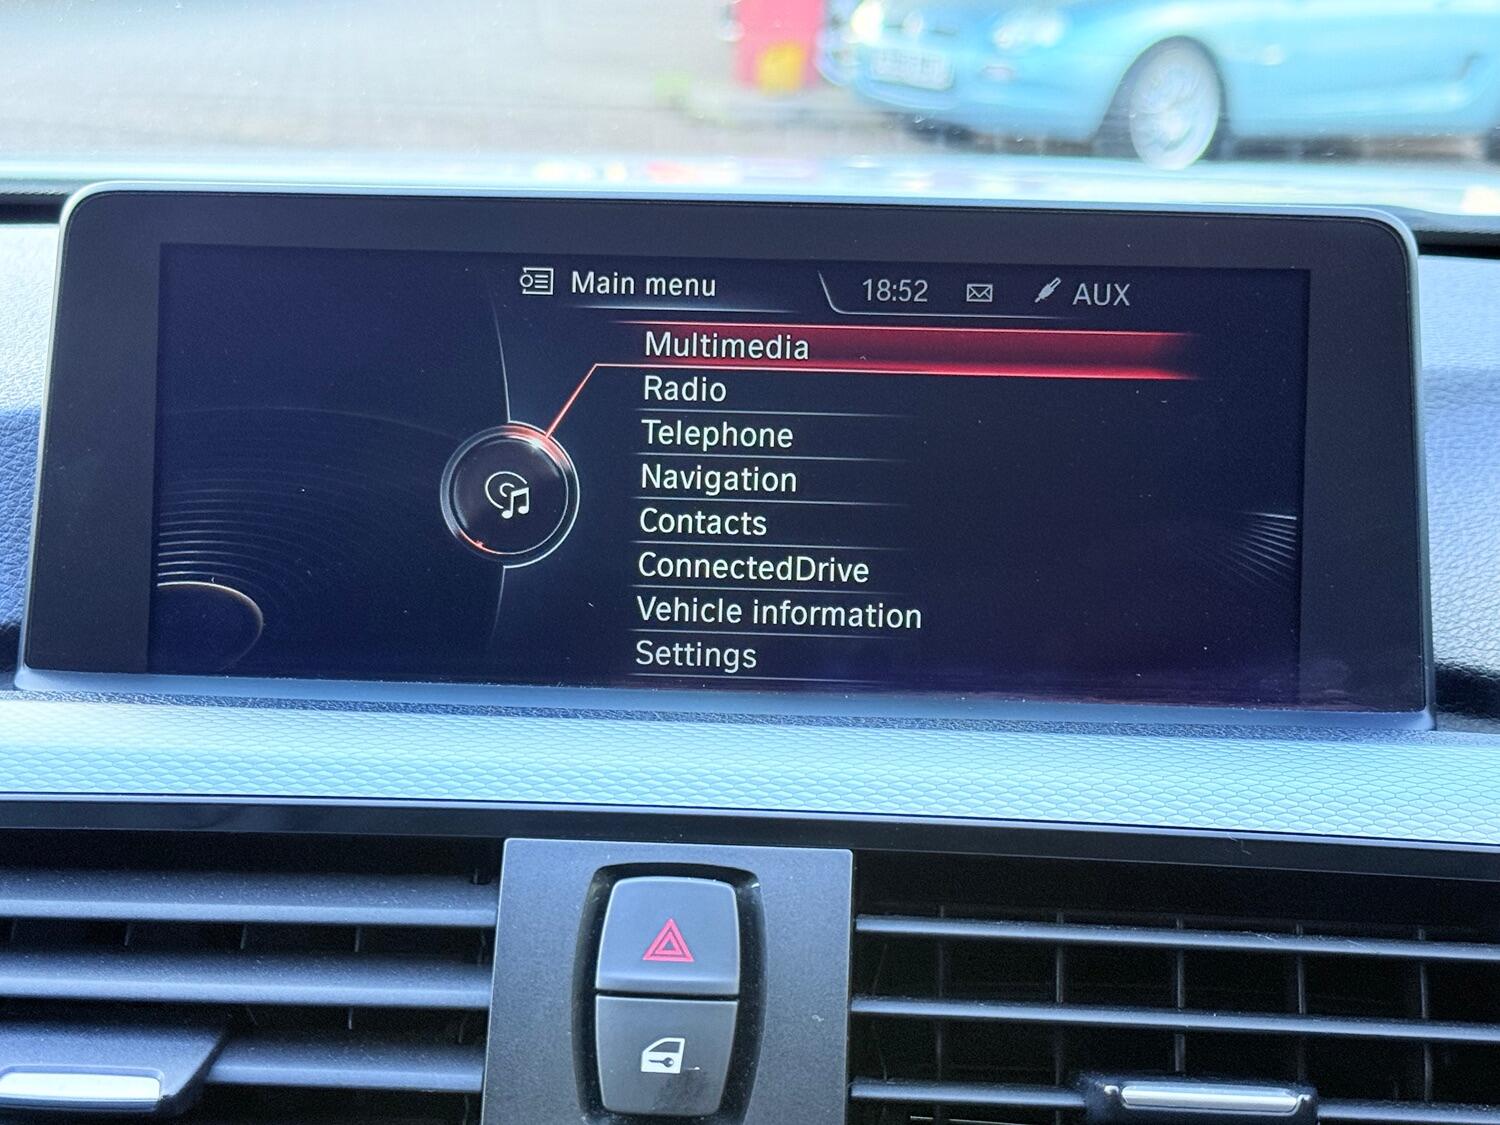 Main menu 18:52 AUX
Multimedia
Radio
Telephone
Navigation
Contacts
ConnectedDrive
Vehicle information
Settings